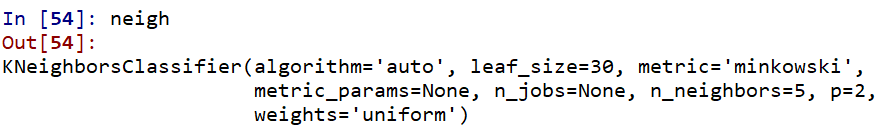 In [54]: neigh
Out[54]:
KNeighborsClassifier(algorithm='auto', leaf_size=30, metric='minkowski',
                     metric_params=None, n_jobs=None, n_neighbors=5, p=2,
                     weights='uniform')